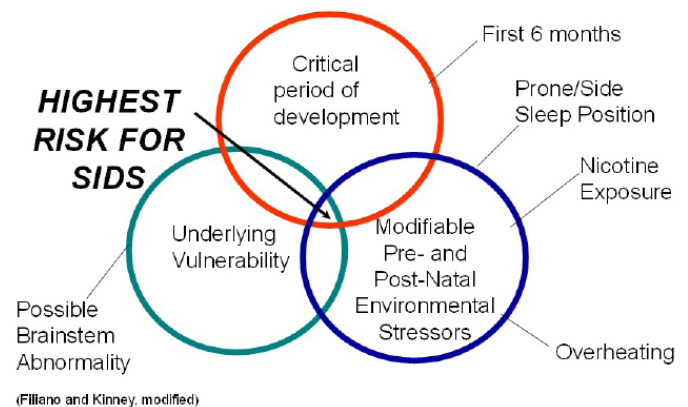 First 6 months
Critical
period of
development
HIGHEST
RISK FOR
SIDS
Prone/Side
Sleep Position
Nicotine
Exposure
Underlying
Vulnerability
Modifiable
Pre- and
Post-Natal
Environmental
Stressors
Possible
Brainstem
Abnormality
Overheating
(Filiano and Kinney, modified)